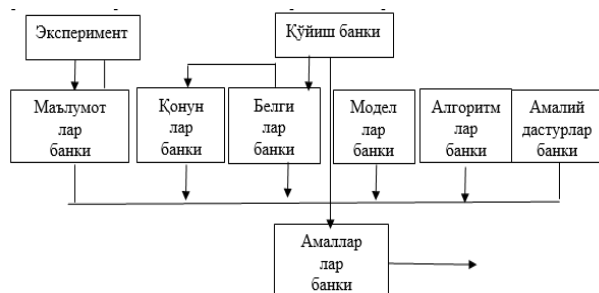 Эксперимент
Қўйиш банки
Маълумот
лар
банки
Қонун
лар
банки
Белги
лар
банки
Модел
лар
банки
Алгоритм
лар
банки
Амалий
дастурлар
банки
Амаллар
лар
банки